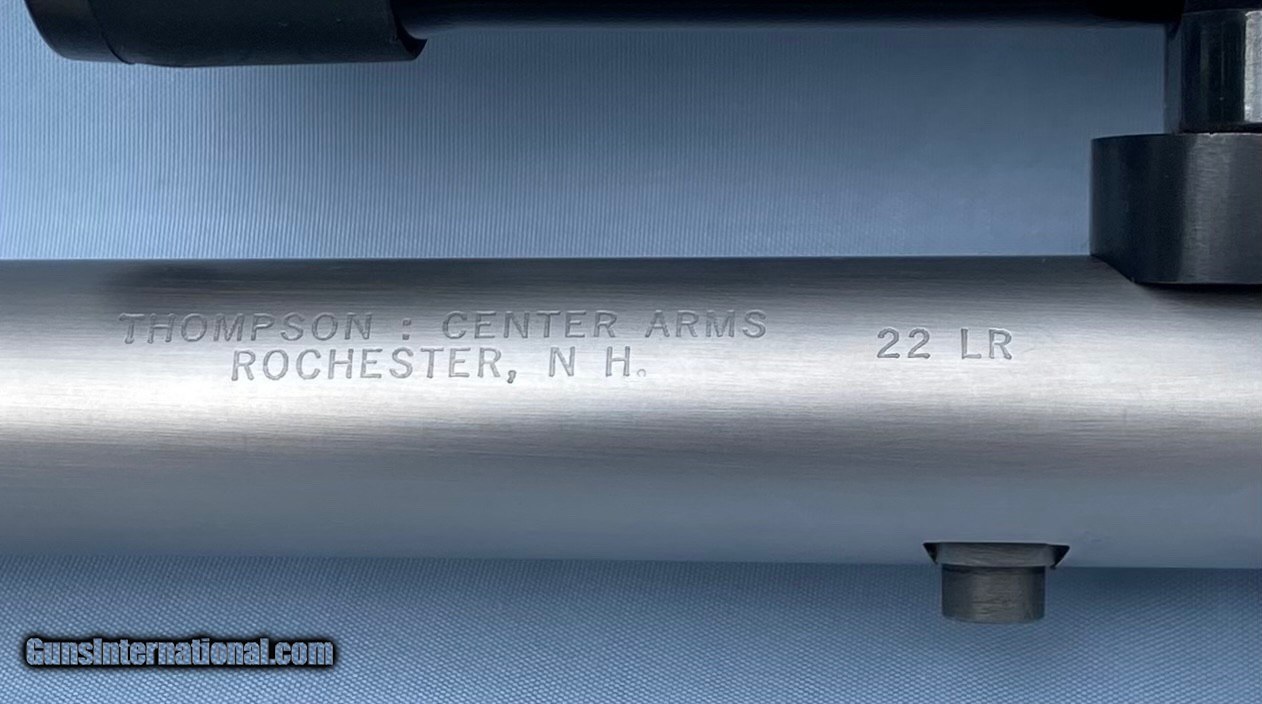 THOMPSON : CENTER ARMS
ROCHESTER, N H.
22 LR
GunsInternational.com